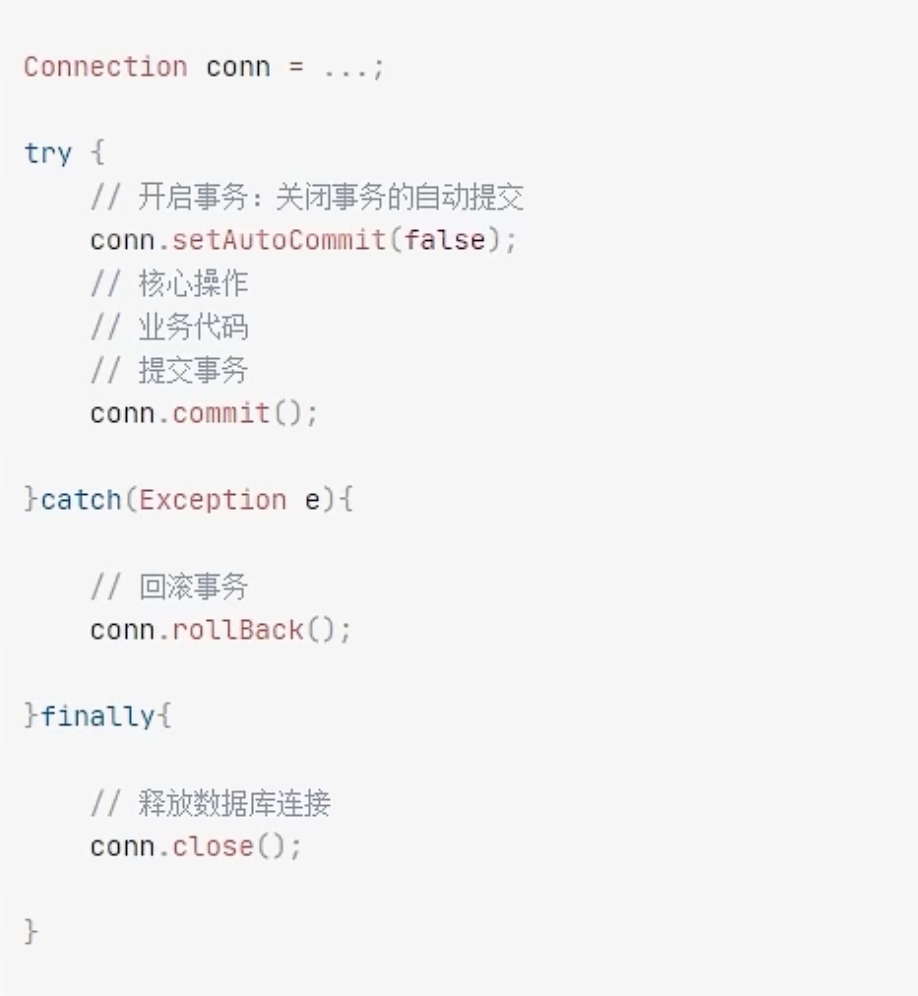 Connection conn = ...;
try {
// 开启事务：关闭事务的自动提交
conn.setAutoCommit(false);
// 核心操作
// 业务代码
// 提交事务
conn.commit();
}catch(Exception e){
// 回滚事务
conn.rollBack();
}finally{
// 释放数据库连接
conn.close();
}